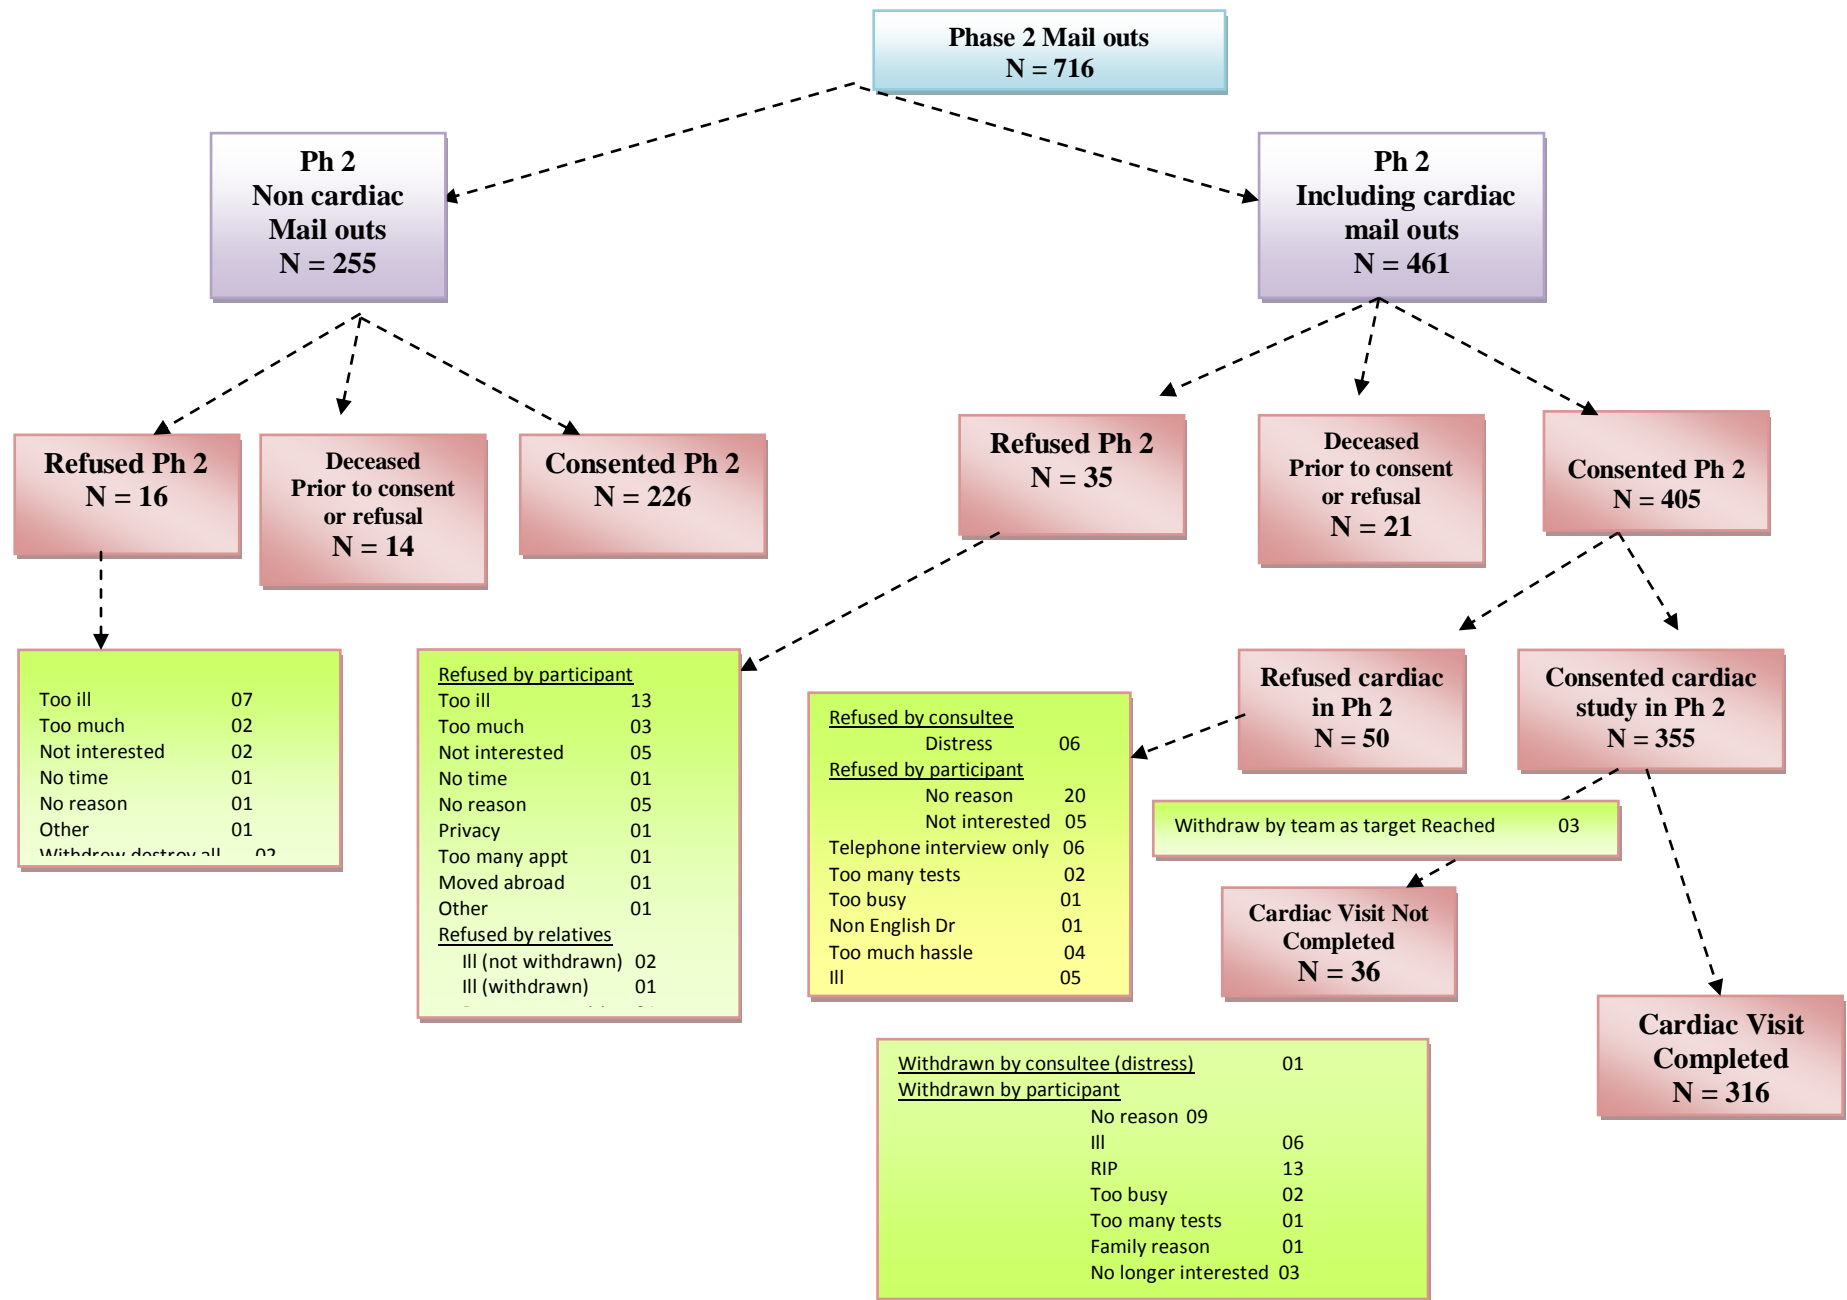 Phase 2 Mail outs
N = 716
Ph 2
Non cardiac
Mail outs
N = 255
Ph 2
Including cardiac
mail outs
N = 461
Refused Ph 2
N = 16
Deceased
Prior to consent
or refusal
N = 14
Consented Ph 2
N = 226
Refused Ph 2
N = 35
Deceased
Prior to consent
or refusal
N = 21
Consented Ph 2
N = 405
Too ill 07
Too much 02
Not interested 02
No time 01
No reason 01
Other 01
Withdrew destroy all 02
Refused by participant
Too ill 13
Too much 03
Not interested 05
No time 01
No reason 05
Privacy 01
Too many appt 01
Moved abroad 01
Other 01
Refused by relatives
Ill (not withdrawn) 02
Ill (withdrawn) 01
Refused by consultee
Distress 06
Refused by participant
No reason 20
Not interested 05
Telephone interview only 06
Too many tests 02
Too busy 01
Non English Dr 01
Too much hassle 04
Ill 05
Refused cardiac
in Ph 2
N = 50
Consented cardiac
study in Ph 2
N = 355
Withdraw by team as target Reached 03
Cardiac Visit Not
Completed
N = 36
Cardiac Visit
Completed
N = 316
Withdrawn by consultee (distress) 01
Withdrawn by participant
No reason 09
Ill 06
RIP 13
Too busy 02
Too many tests 01
Family reason 01
No longer interested 03